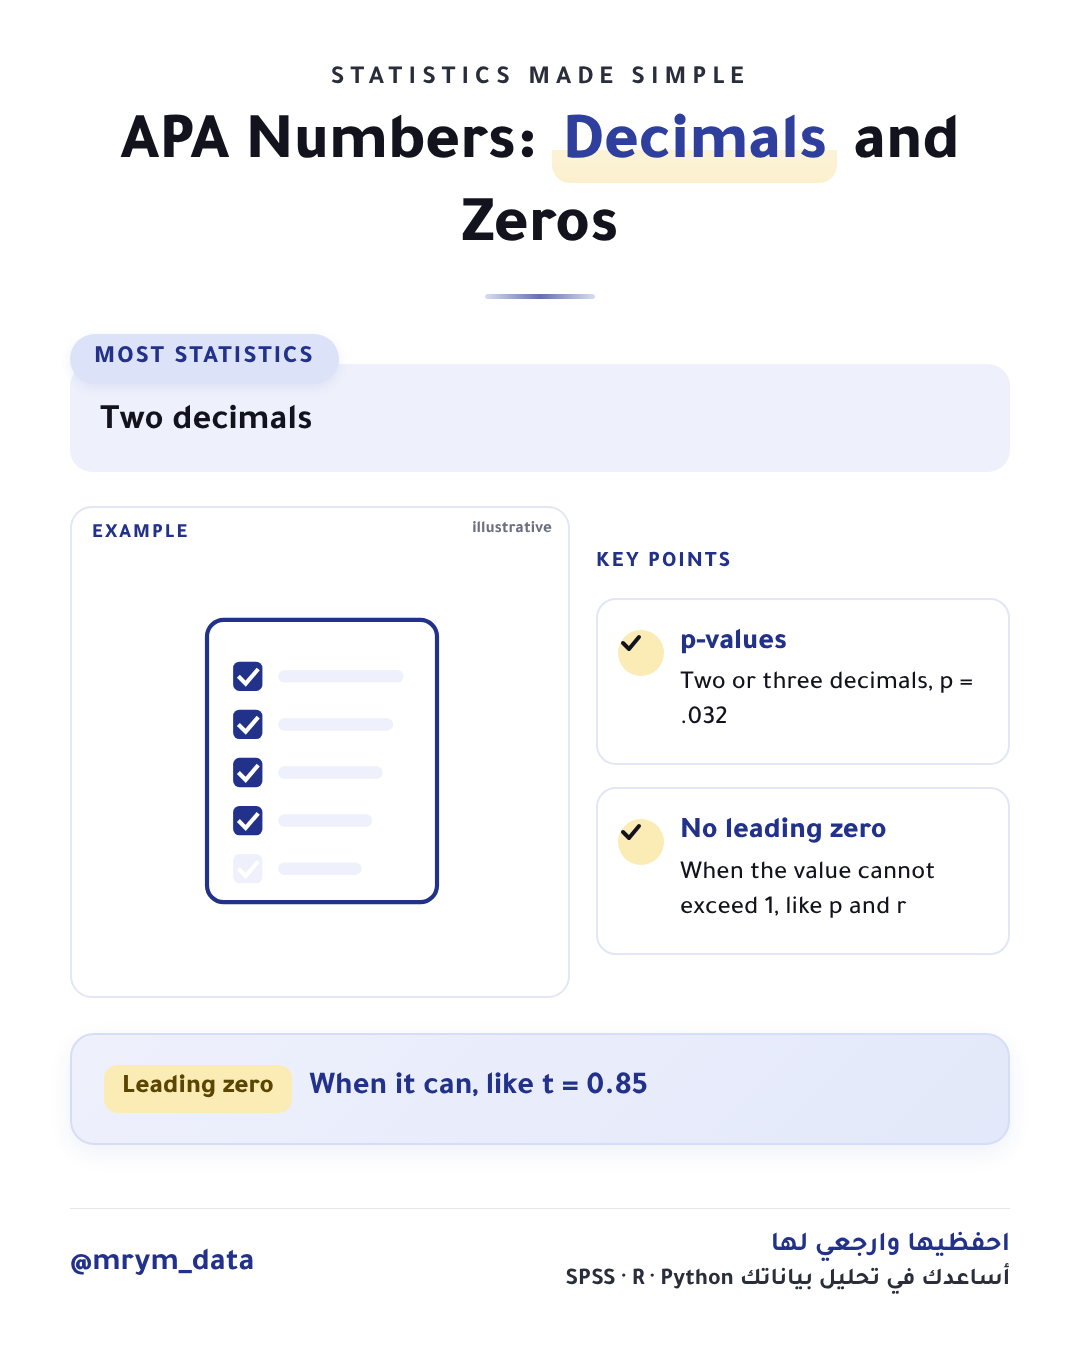 STATISTICS MADE SIMPLE
APA Numbers: Decimals and
Zeros
MOST STATISTICS
Two decimals
EXAMPLE
illustrative
KEY POINTS
p-values
Two or three decimals, p =
.032
No leading zero
When the value cannot
exceed 1, like p and r
Leading zero When it can, like t = 0.85
@mrym_data
احفظيها وارجعي لها
أساعدك في تحليل بياناتك SPSS · R · Python